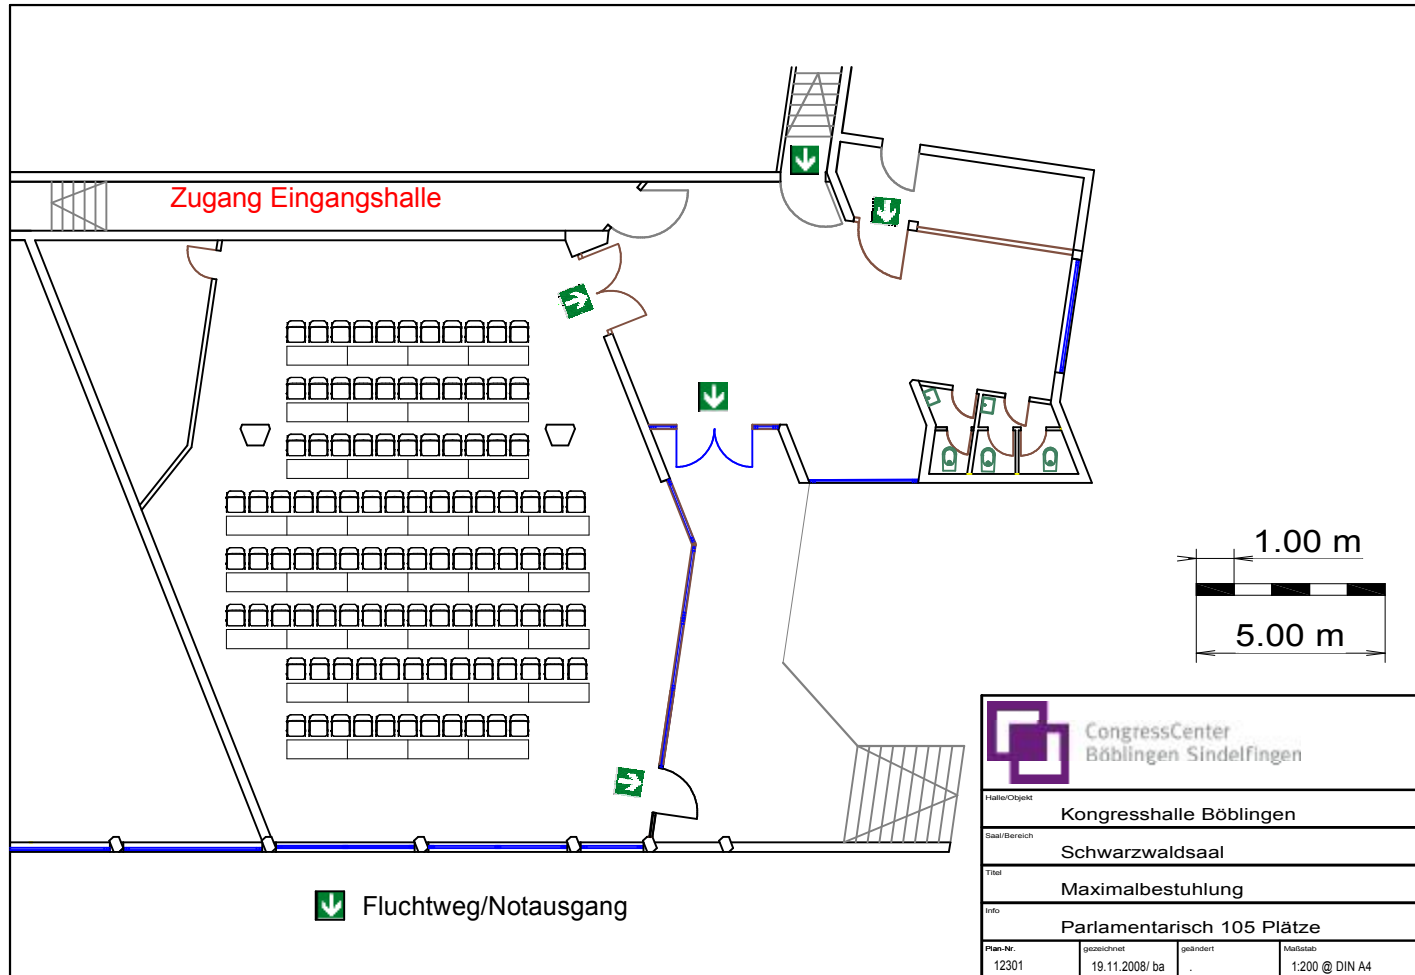 Zugang Eingangshalle
1.00 m
5.00 m
CongressCenter
Böblingen Sindelfingen
Halle/Objekt
Kongresshalle Böblingen
Saal/Bereich
Schwarzwaldsaal
Titel
Maximalbestuhlung
Info
Parlamentarisch 105 Plätze
Plan-Nr. gezeichnet geändert Maßstab
12301 19.11.2008/ ba . 1:200 @ DIN A4
Fluchtweg/Notausgang